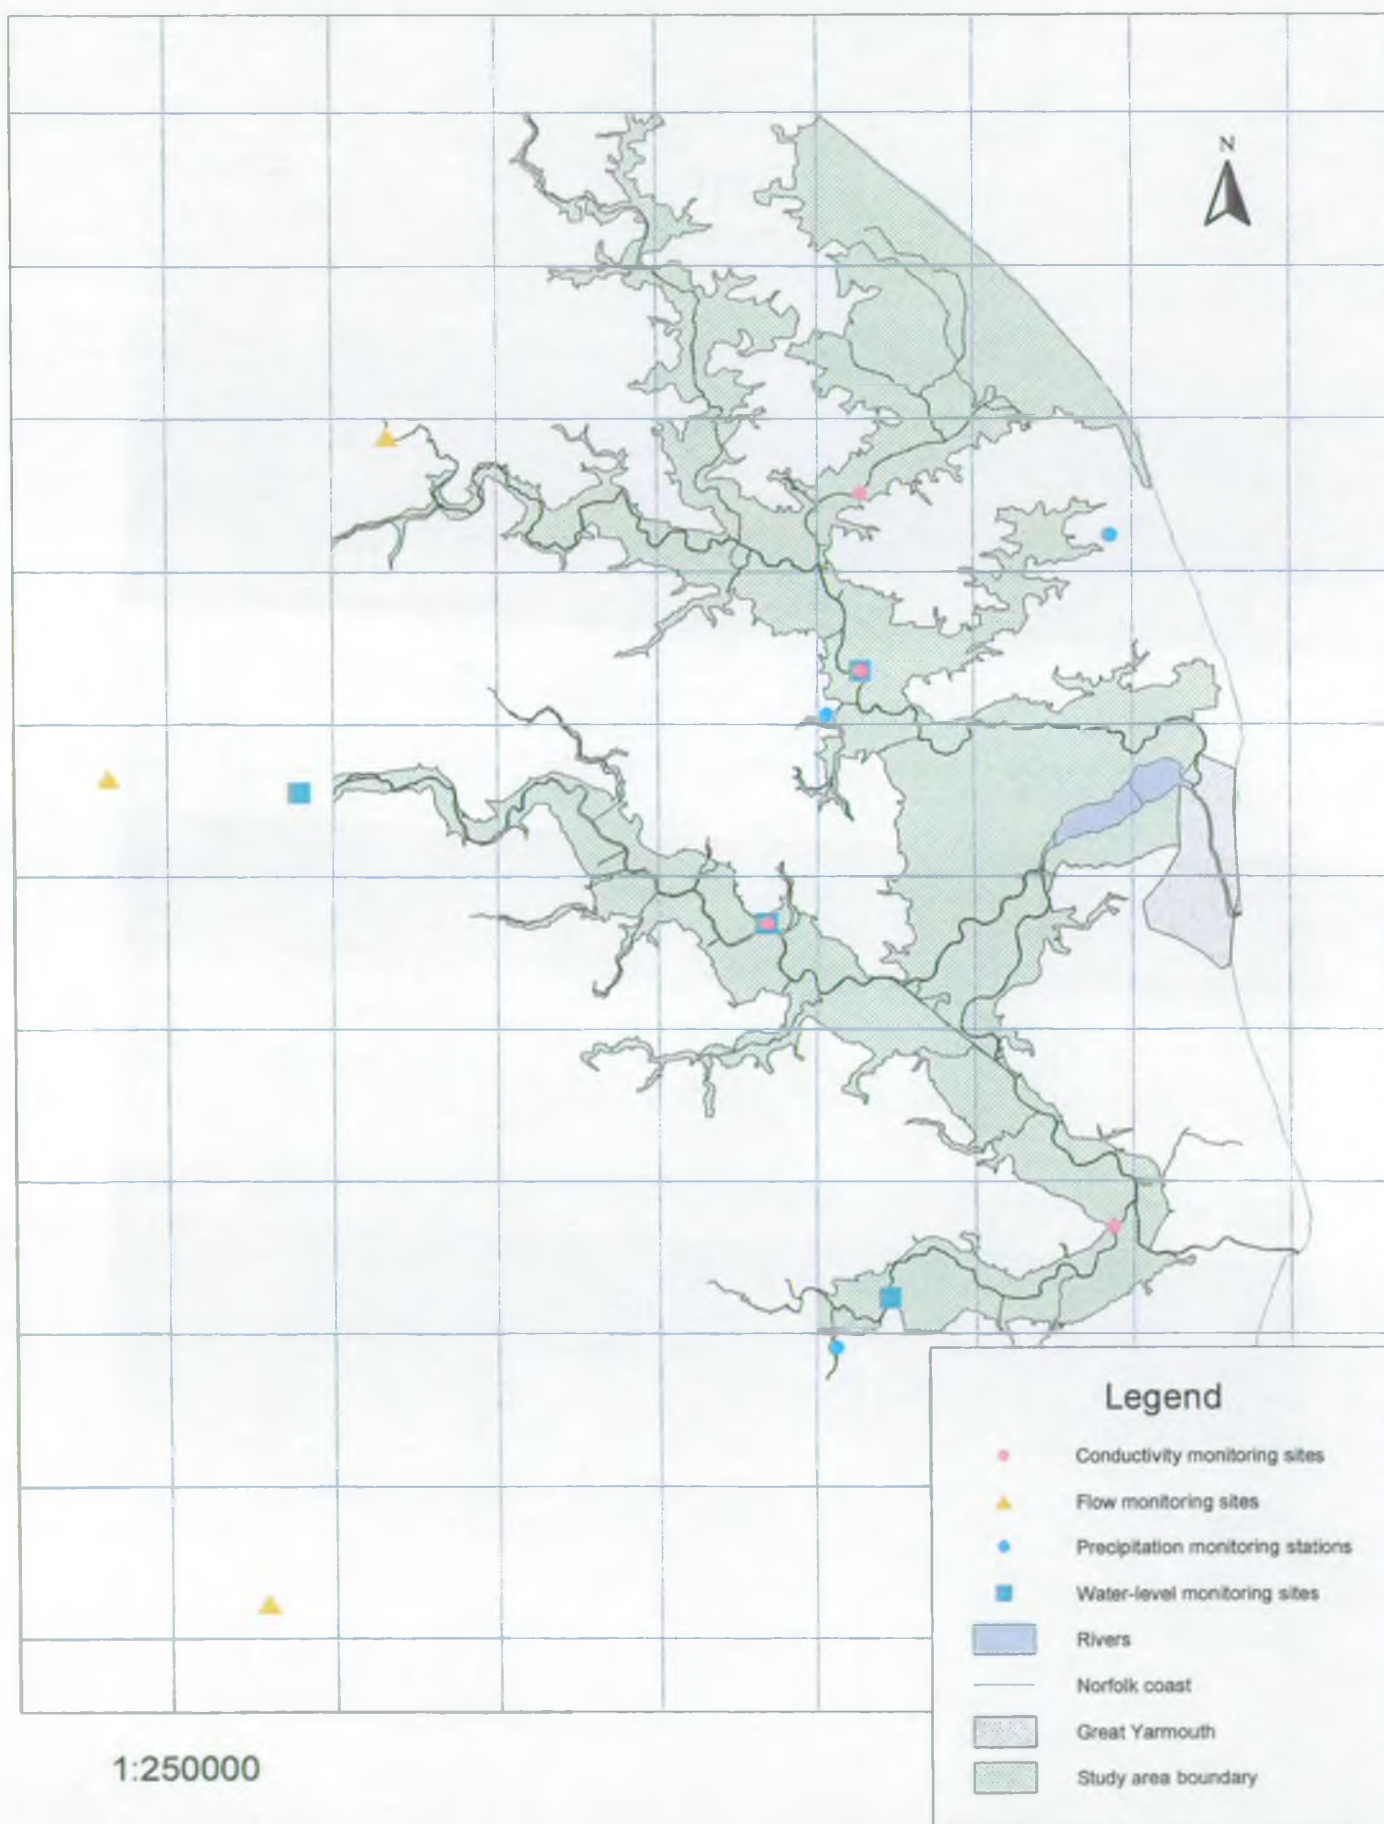 N
Legend
Conductivity monitoring sites
Flow monitoring sites
Precipitation monitoring stations
Water-level monitoring sites
Rivers
Norfolk coast
Great Yarmouth
Study area boundary
1:250000